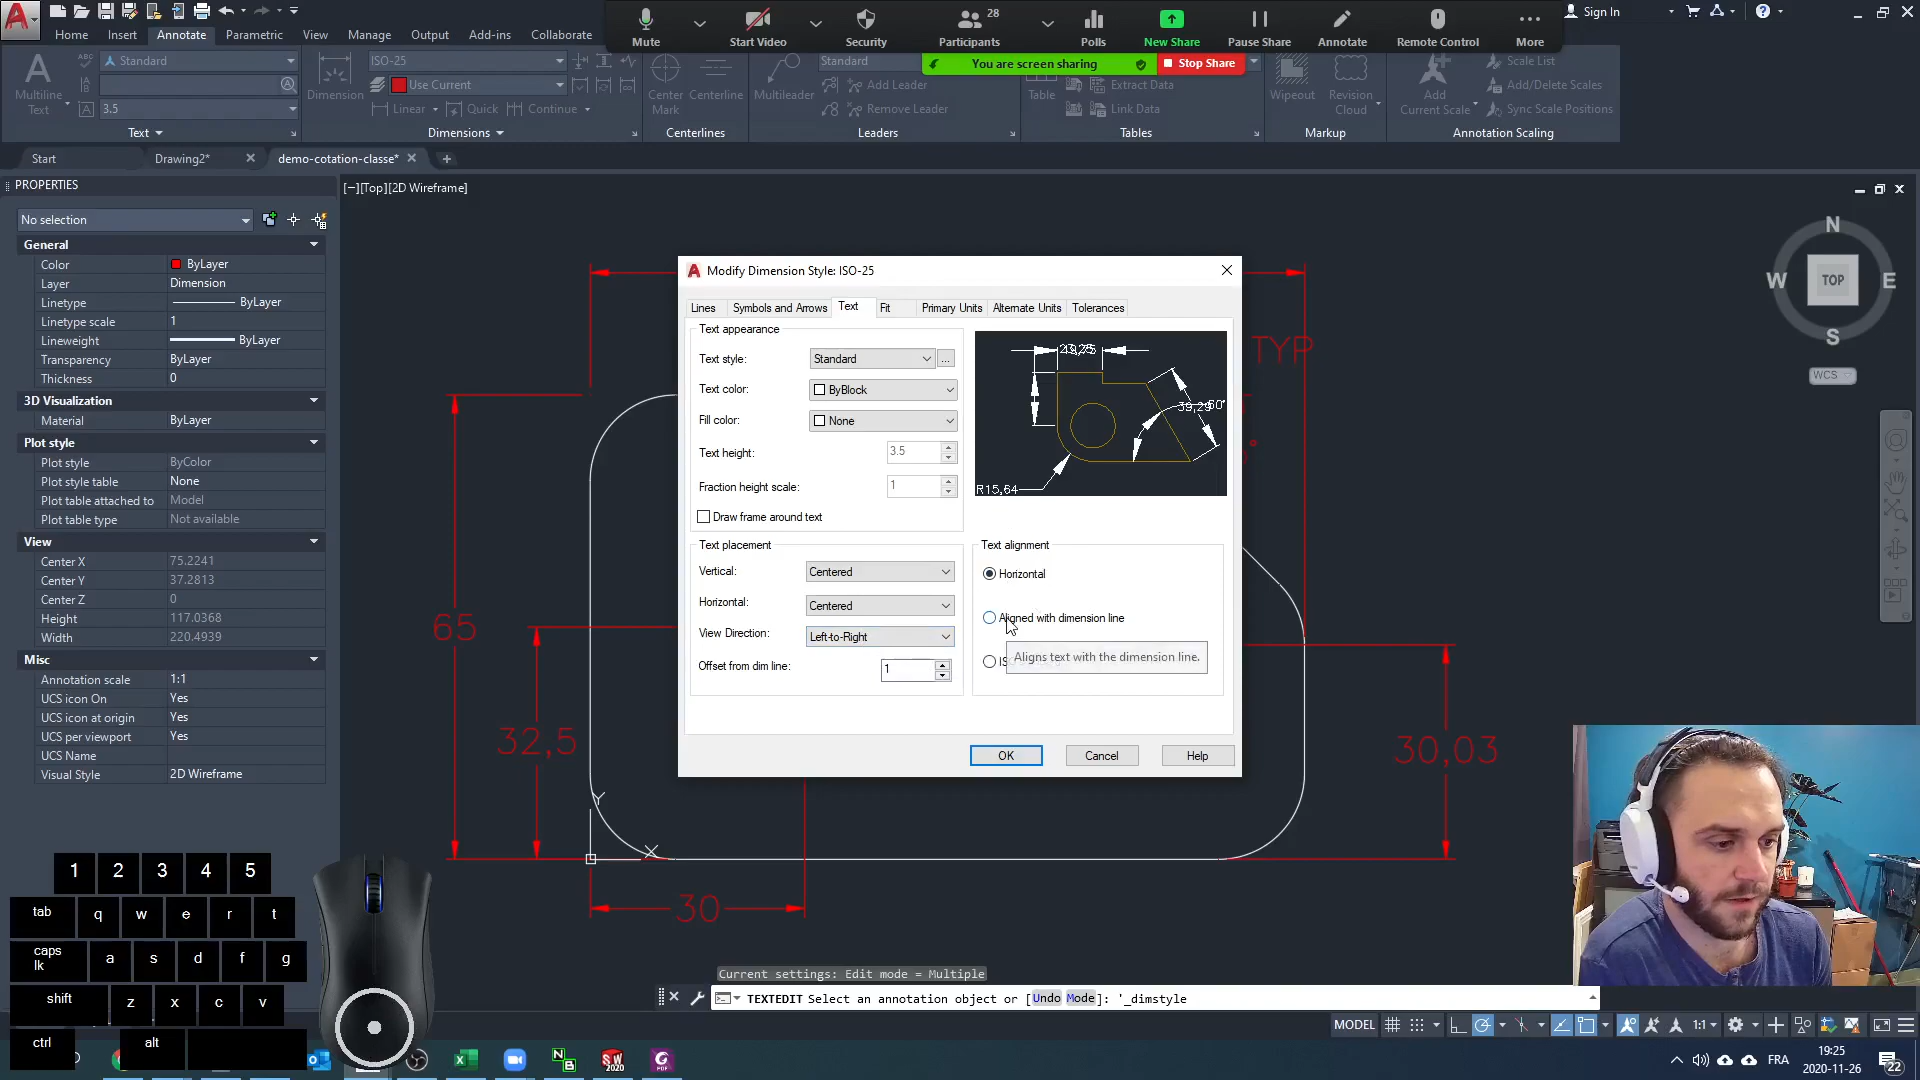 Sign In
Home Insert Annotate Parametric View Manage Output Add-ins Collaborate
Mute Start Video Security Participants 28 Polls New Share Pause Share Annotate Remote Control More
You are screen sharing Stop Share
Standard
Multiline Text
3.5
Text
ISO-25
Use Current
Dimension
Linear Quick Continue
Dimensions
Center Mark
Centerline
Centerlines
Multileader
Standard
Add Leader
Remove Leader
Leaders
Table
Extract Data
Link Data
Tables
Wipeout
Revision Cloud
Markup
Add Current Scale
Scale List
Add/Delete Scales
Sync Scale Positions
Annotation Scaling
Start Drawing2* demo-cotation-classe*
PROPERTIES
No selection
General
Color ByLayer
Layer Dimension
Linetype ByLayer
Linetype scale 1
Lineweight ByLayer
Transparency ByLayer
Thickness 0
3D Visualization
Material ByLayer
Plot style
Plot style ByColor
Plot style table None
Plot table attached to Model
Plot table type Not available
View
Center X 75.2241
Center Y 37.2813
Center Z 0
Height 117.0368
Width 220.4939
Misc
Annotation scale 1:1
UCS icon On Yes
UCS icon at origin Yes
UCS per viewport Yes
UCS Name
Visual Style 2D Wireframe
[−][Top][2D Wireframe]
N
W TOP E
S
WCS
TYP
65
32,5
30
30,03
Y
X
Modify Dimension Style: ISO-25
Lines Symbols and Arrows Text Fit Primary Units Alternate Units Tolerances
Text appearance
Text style: Standard ...
Text color: ByBlock
Fill color: None
Text height: 3.5
Fraction height scale: 1
Draw frame around text
39,29
60°
R15,64
Text placement
Vertical: Centered
Horizontal: Centered
View Direction: Left-to-Right
Offset from dim line: 1
Text alignment
Horizontal
Aligned with dimension line
Aligns text with the dimension line.
OK Cancel Help
1 2 3 4 5
tab q w e r t
caps lk a s d f g
shift z x c v
ctrl alt
Current settings: Edit mode = Multiple
TEXTEDIT Select an annotation object or [Undo Mode]: '_dimstyle
MODEL 1:1
FRA
19:25
2020-11-26
22